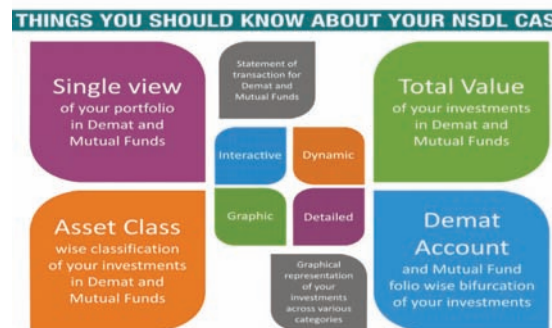 THINGS YOU SHOULD KNOW ABOUT YOUR NSDL CAS
Single view
of your portfolio
in Demat and
Mutual Funds
Statement of
transaction for
Demat and
Mutual Funds
Total Value
of your investments
in Demat and
Mutual Funds
Interactive
Dynamic
Graphic
Detailed
Asset Class
wise classification
of your investments
in Demat and
Mutual Funds
Graphical
representation
of your
investments
across various
categories
Demat
Account
and Mutual Fund
folio wise bifurcation
of your investments